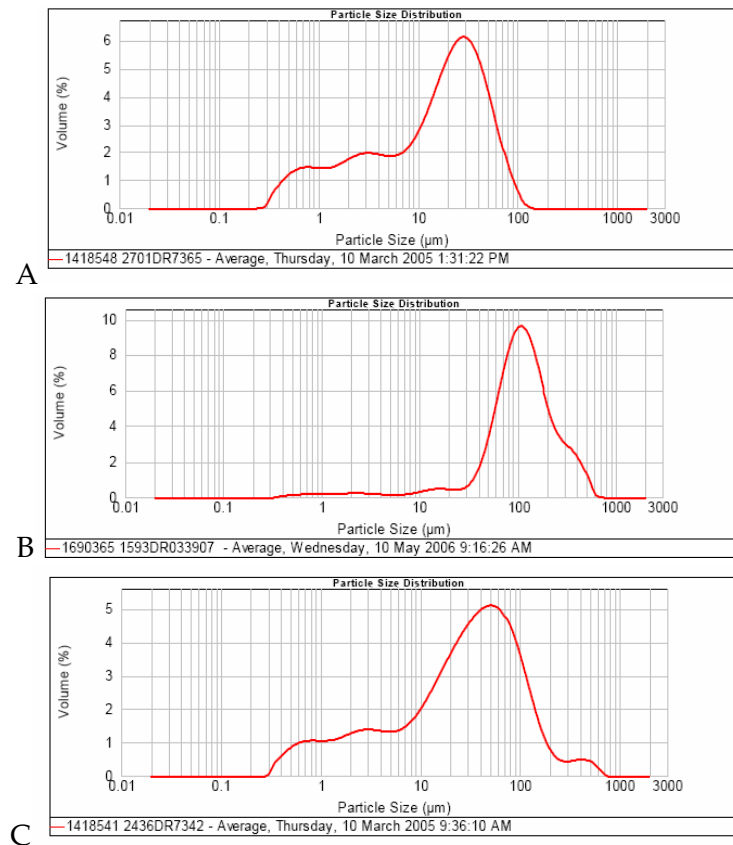 Particle Size Distribution
6
5
4
3
2
1
0
Volume (%)
0.01 0.1 1 10 100 1000 3000
Particle Size (µm)
1418548 2701DR7365 - Average, Thursday, 10 March 2005 1:31:22 PM
A
Particle Size Distribution
10
8
6
4
2
0
Volume (%)
0.01 0.1 1 10 100 1000 3000
Particle Size (µm)
1690365 1593DR033907 - Average, Wednesday, 10 May 2006 9:16:26 AM
B
Particle Size Distribution
5
4
3
2
1
0
Volume (%)
0.01 0.1 1 10 100 1000 3000
Particle Size (µm)
1418541 2436DR7342 - Average, Thursday, 10 March 2005 9:36:10 AM
C